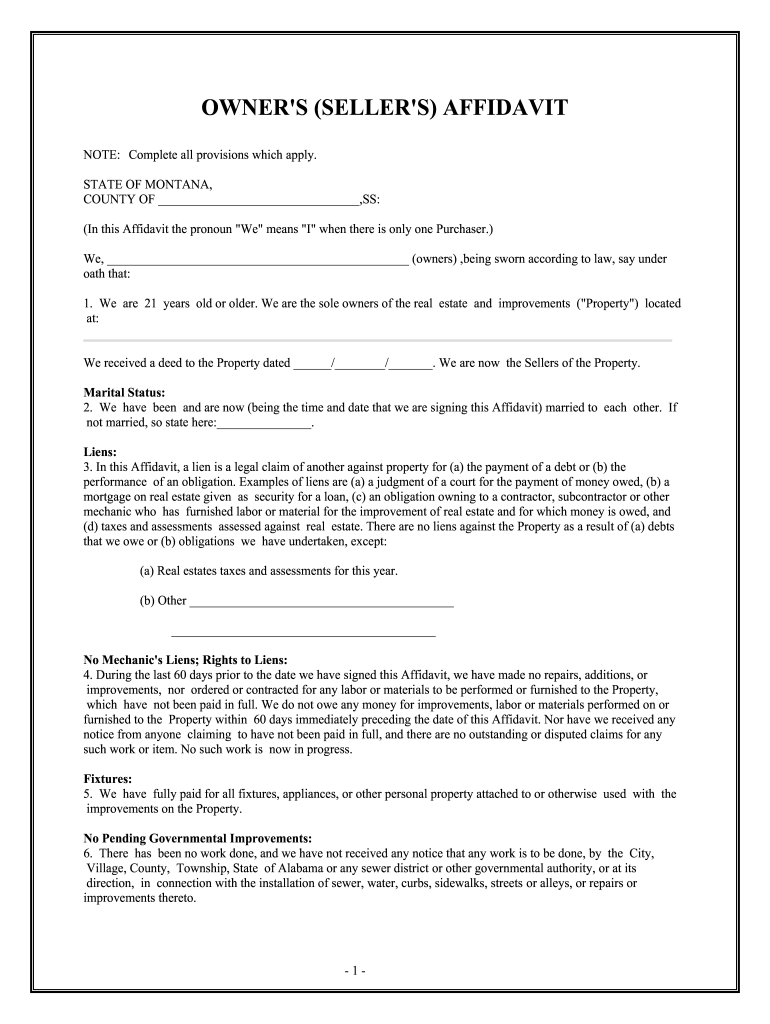 OWNER'S (SELLER'S) AFFIDAVIT
NOTE: Complete all provisions which apply.
STATE OF MONTANA,
COUNTY OF ________________________________,SS:
(In this Affidavit the pronoun "We" means "I" when there is only one Purchaser.)
We, ________________________________________________ (owners) ,being sworn according to law, say under
oath that:
1. We are 21 years old or older. We are the sole owners of the real estate and improvements ("Property") located
at:
We received a deed to the Property dated ______/________/_______. We are now the Sellers of the Property.
Marital Status:
2. We have been and are now (being the time and date that we are signing this Affidavit) married to each other. If
not married, so state here:_______________.
Liens:
3. In this Affidavit, a lien is a legal claim of another against property for (a) the payment of a debt or (b) the
performance of an obligation. Examples of liens are (a) a judgment of a court for the payment of money owed, (b) a
mortgage on real estate given as security for a loan, (c) an obligation owning to a contractor, subcontractor or other
mechanic who has furnished labor or material for the improvement of real estate and for which money is owed, and
(d) taxes and assessments assessed against real estate. There are no liens against the Property as a result of (a) debts
that we owe or (b) obligations we have undertaken, except:
(a) Real estates taxes and assessments for this year.
(b) Other __________________________________________
__________________________________________
No Mechanic's Liens; Rights to Liens:
4. During the last 60 days prior to the date we have signed this Affidavit, we have made no repairs, additions, or
improvements, nor ordered or contracted for any labor or materials to be performed or furnished to the Property,
which have not been paid in full. We do not owe any money for improvements, labor or materials performed on or
furnished to the Property within 60 days immediately preceding the date of this Affidavit. Nor have we received any
notice from anyone claiming to have not been paid in full, and there are no outstanding or disputed claims for any
such work or item. No such work is now in progress.
Fixtures:
5. We have fully paid for all fixtures, appliances, or other personal property attached to or otherwise used with the
improvements on the Property.
No Pending Governmental Improvements:
6. There has been no work done, and we have not received any notice that any work is to be done, by the City,
Village, County, Township, State of Alabama or any sewer district or other governmental authority, or at its
direction, in connection with the installation of sewer, water, curbs, sidewalks, streets or alleys, or repairs or
improvements thereto.
- 1 -